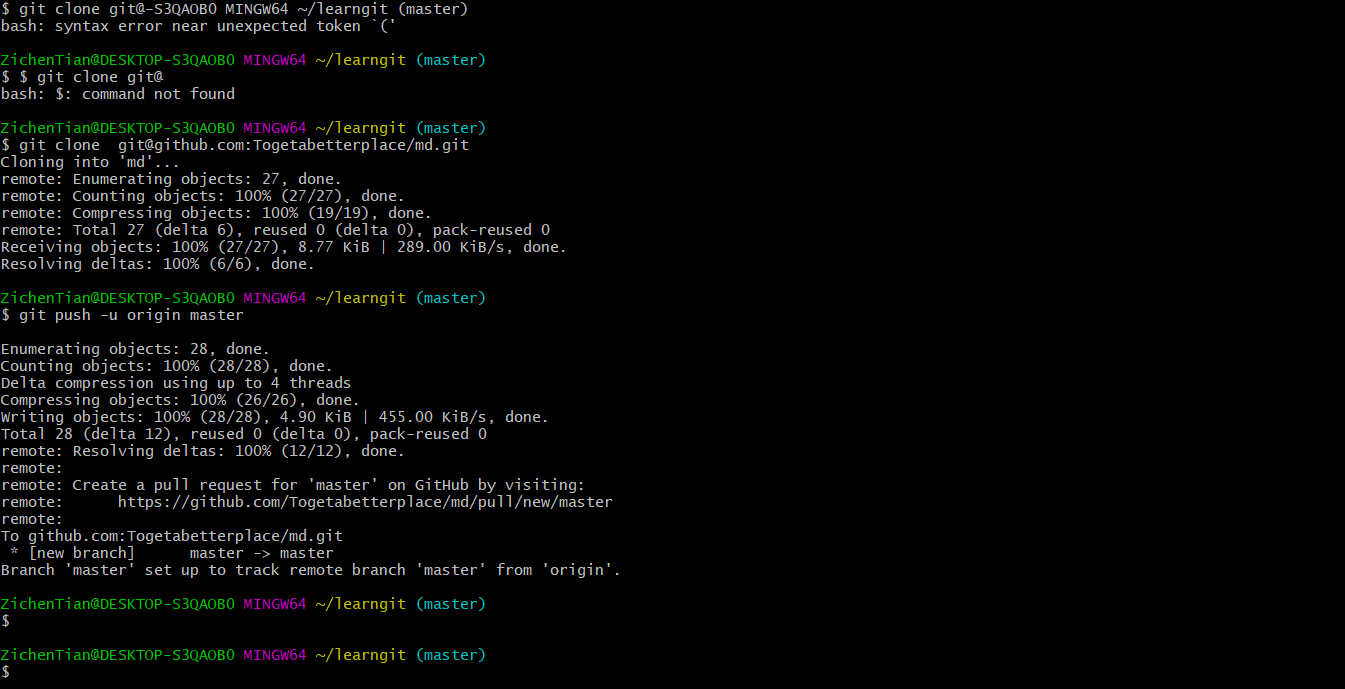 $ git clone git@-S3QAOB0 MINGW64 ~/learngit (master)
bash: syntax error near unexpected token `('
ZichenTian@DESKTOP-S3QAOB0 MINGW64 ~/learngit (master)
$ $ git clone git@
bash: $: command not found
ZichenTian@DESKTOP-S3QAOB0 MINGW64 ~/learngit (master)
$ git clone  git@github.com:Togetabetterplace/md.git
Cloning into 'md'...
remote: Enumerating objects: 27, done.
remote: Counting objects: 100% (27/27), done.
remote: Compressing objects: 100% (19/19), done.
remote: Total 27 (delta 6), reused 0 (delta 0), pack-reused 0
Receiving objects: 100% (27/27), 8.77 KiB | 289.00 KiB/s, done.
Resolving deltas: 100% (6/6), done.
ZichenTian@DESKTOP-S3QAOB0 MINGW64 ~/learngit (master)
$ git push -u origin master
Enumerating objects: 28, done.
Counting objects: 100% (28/28), done.
Delta compression using up to 4 threads
Compressing objects: 100% (26/26), done.
Writing objects: 100% (28/28), 4.90 KiB | 455.00 KiB/s, done.
Total 28 (delta 12), reused 0 (delta 0), pack-reused 0
remote: Resolving deltas: 100% (12/12), done.
remote:
remote: Create a pull request for 'master' on GitHub by visiting:
remote:      https://github.com/Togetabetterplace/md/pull/new/master
remote:
To github.com:Togetabetterplace/md.git
 * [new branch]      master -> master
Branch 'master' set up to track remote branch 'master' from 'origin'.
ZichenTian@DESKTOP-S3QAOB0 MINGW64 ~/learngit (master)
$
ZichenTian@DESKTOP-S3QAOB0 MINGW64 ~/learngit (master)
$